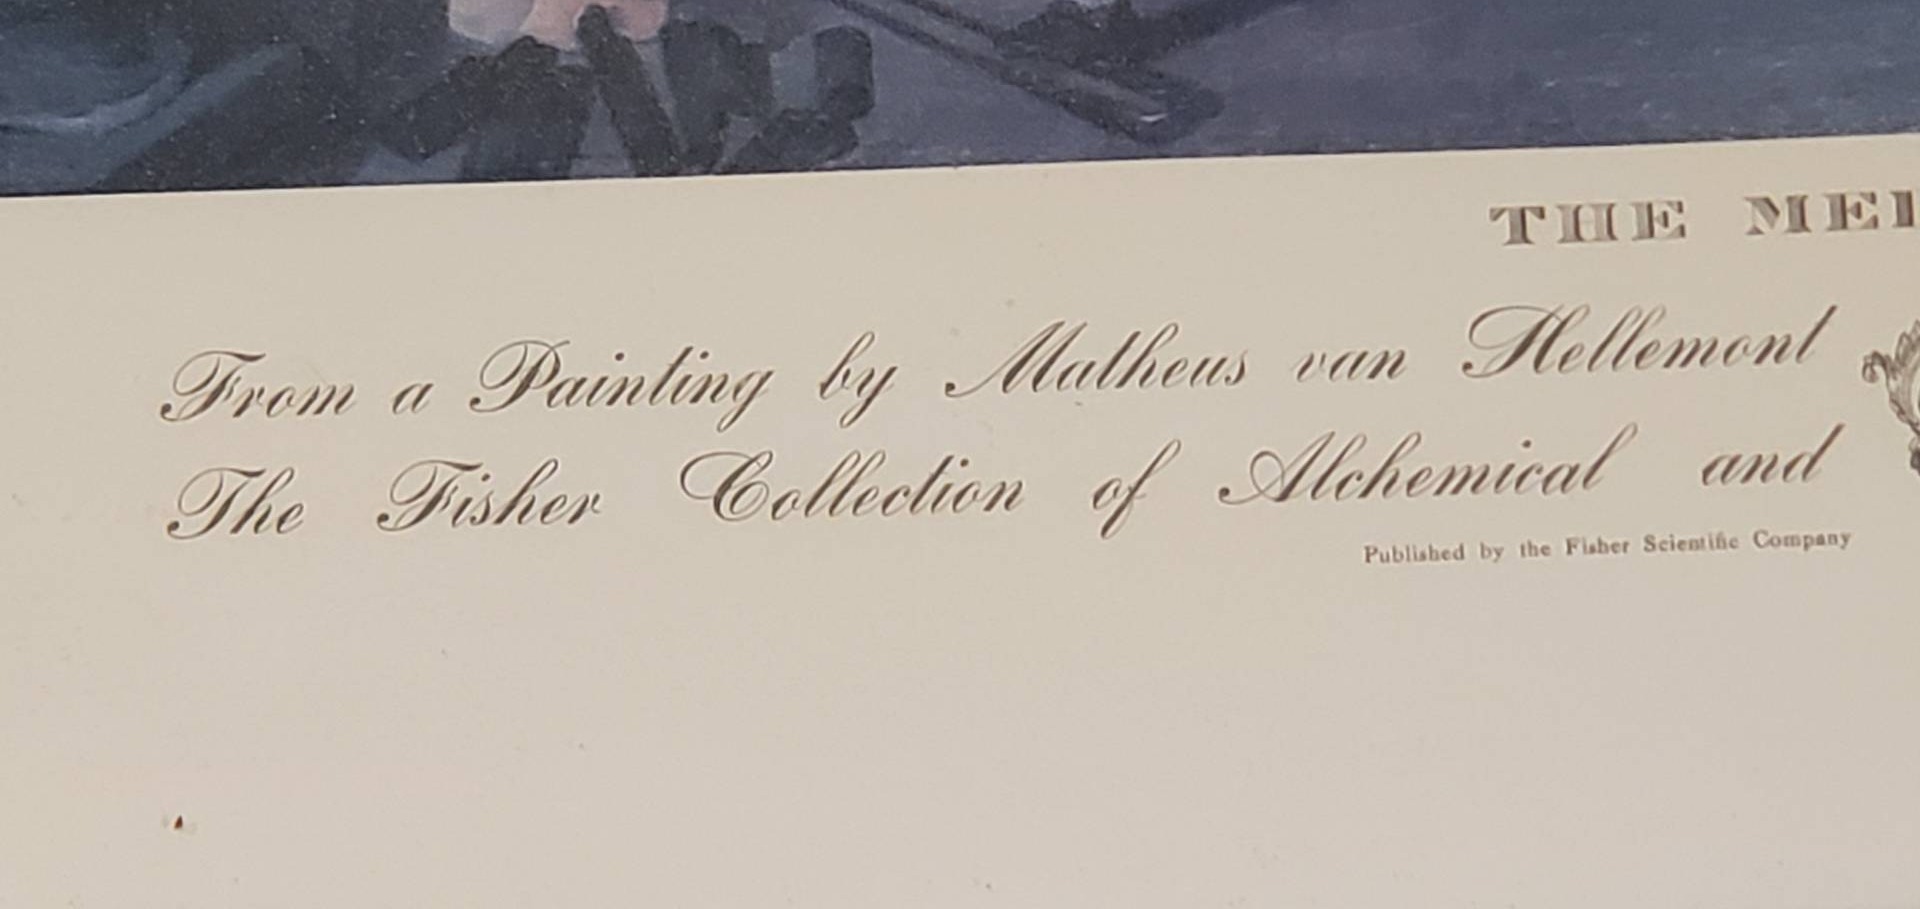 THE
From a Painting by Matheus van Hellemont
The Fisher Collection of Alchemical and
Published by the Fisher Scientific Company